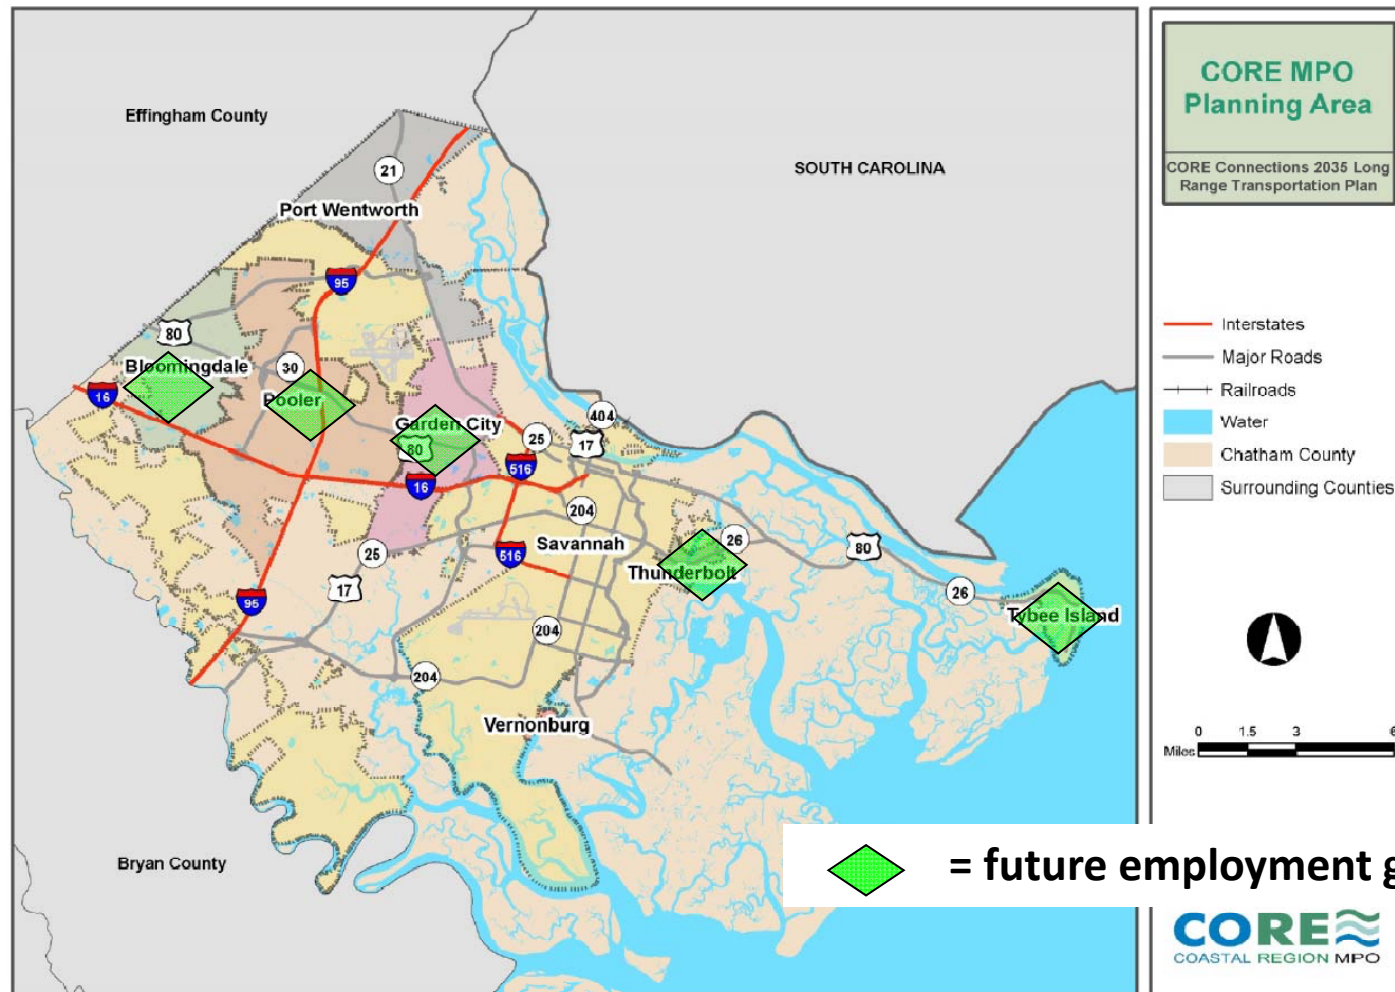 Effingham County
SOUTH CAROLINA
21
Port Wentworth
95
80
Bloomingdale
30
16
Pooler
Garden City
80
404
25
17
516
16
204
Savannah
25
516
26
80
Thunderbolt
17
26
95
Tybee Island
204
204
Vernonburg
Bryan County
CORE MPO
Planning Area
CORE Connections 2035 Long
Range Transportation Plan
Interstates
Major Roads
Railroads
Water
Chatham County
Surrounding Counties
0 1.5 3 6
Miles
= future employment g
CORE
COASTAL REGION MPO